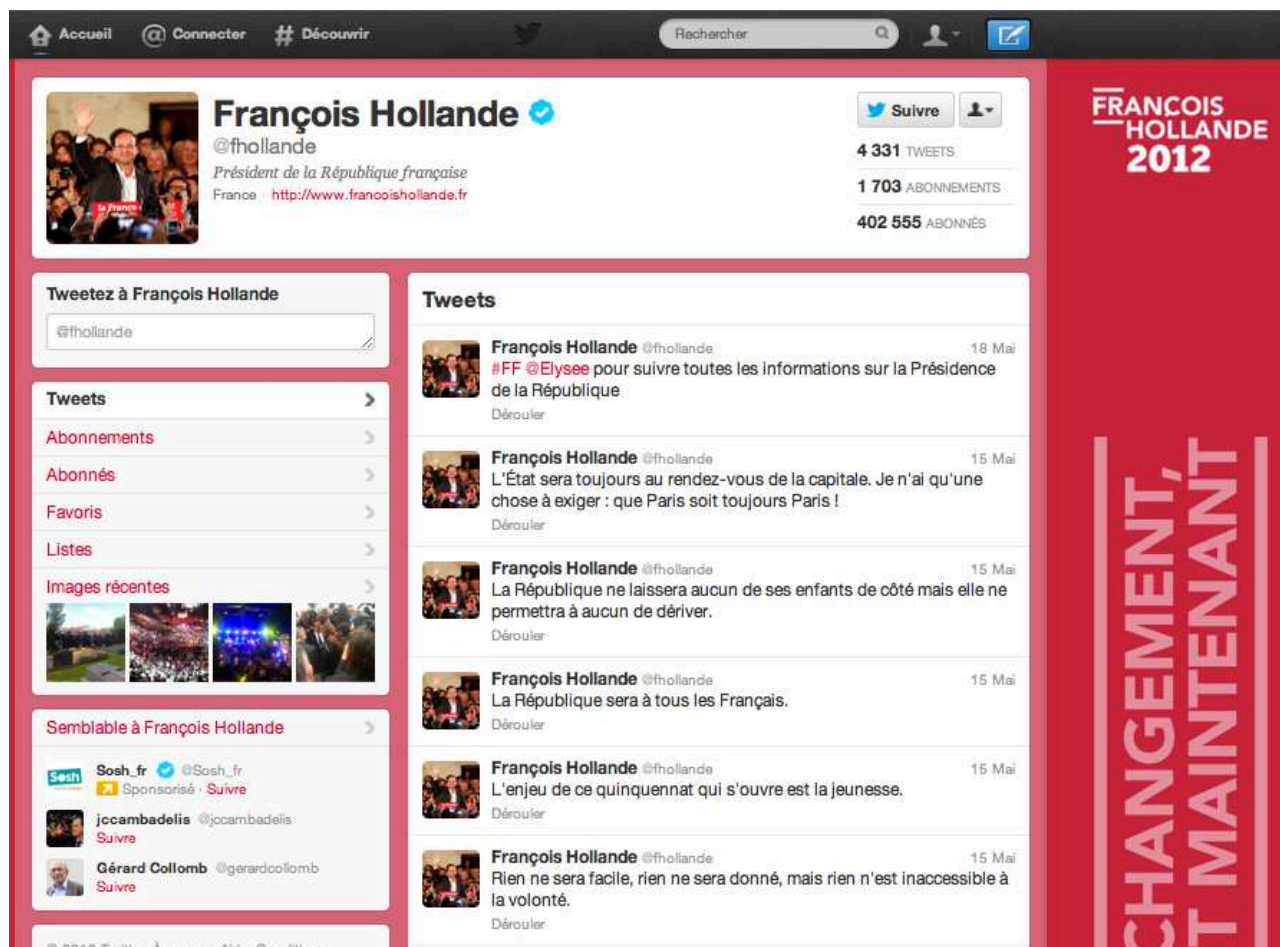 Accueil
Connecter
Découvrir
Rechercher
François Hollande
@fhollande
Président de la République française
France · http://www.francoishollande.fr
Suivre
4 331 TWEETS
1 703 ABONNEMENTS
402 555 ABONNÉS
FRANÇOIS
HOLLANDE
2012
Tweetez à François Hollande
@fhollande
Tweets
Abonnements
Abonnés
Favoris
Listes
Images récentes
Semblable à François Hollande
Sosh
Sosh_fr @Sosh_fr
Sponsorisé · Suivre
jccambadelis @jccambadelis
Suivre
Gérard Collomb @gerardcollomb
Suivre
Tweets
François Hollande @fhollande 18 Mai
#FF @Elysee pour suivre toutes les informations sur la Présidence
de la République
Dérouler
François Hollande @fhollande 15 Mai
L'État sera toujours au rendez-vous de la capitale. Je n'ai qu'une
chose à exiger : que Paris soit toujours Paris !
Dérouler
François Hollande @fhollande 15 Mai
La République ne laissera aucun de ses enfants de côté mais elle ne
permettra à aucun de dériver.
Dérouler
François Hollande @fhollande 15 Mai
La République sera à tous les Français.
Dérouler
François Hollande @fhollande 15 Mai
L'enjeu de ce quinquennat qui s'ouvre est la jeunesse.
Dérouler
François Hollande @fhollande 15 Mai
Rien ne sera facile, rien ne sera donné, mais rien n'est inaccessible à
la volonté.
Dérouler
CHANGEMENT,
T MAINTENANT